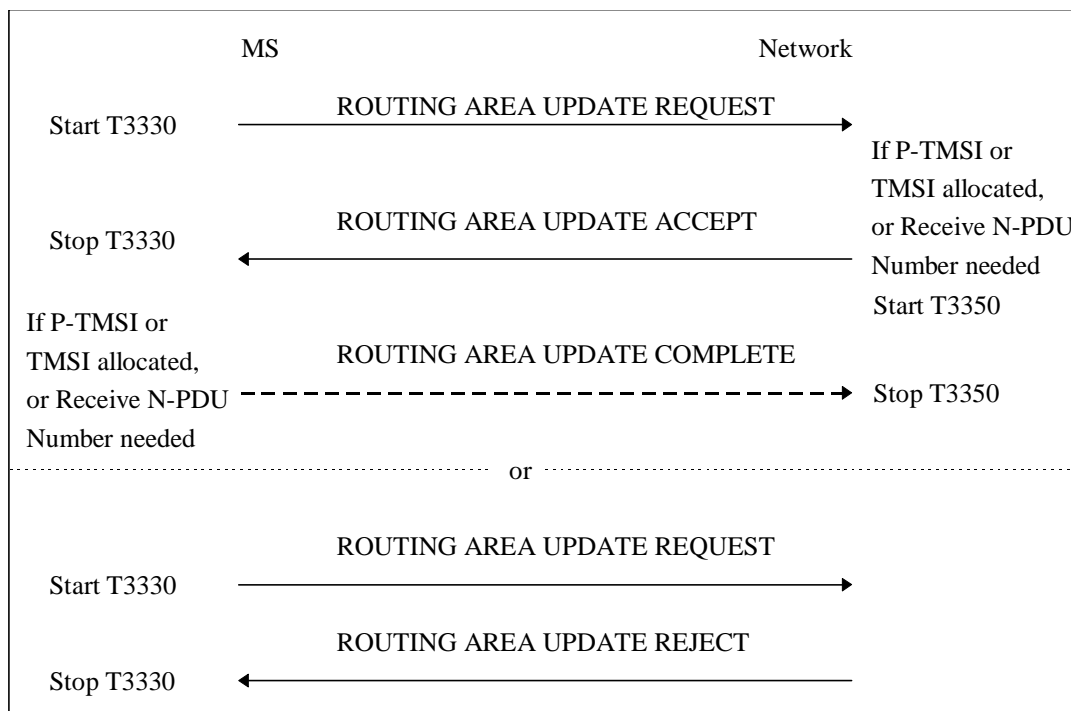 MS
Network
ROUTING AREA UPDATE REQUEST
Start T3330
If P-TMSI or
TMSI allocated,
or Receive N-PDU
Number needed
Start T3350
ROUTING AREA UPDATE ACCEPT
Stop T3330
If P-TMSI or
TMSI allocated,
or Receive N-PDU
Number needed
ROUTING AREA UPDATE COMPLETE
Stop T3350
or
ROUTING AREA UPDATE REQUEST
Start T3330
ROUTING AREA UPDATE REJECT
Stop T3330